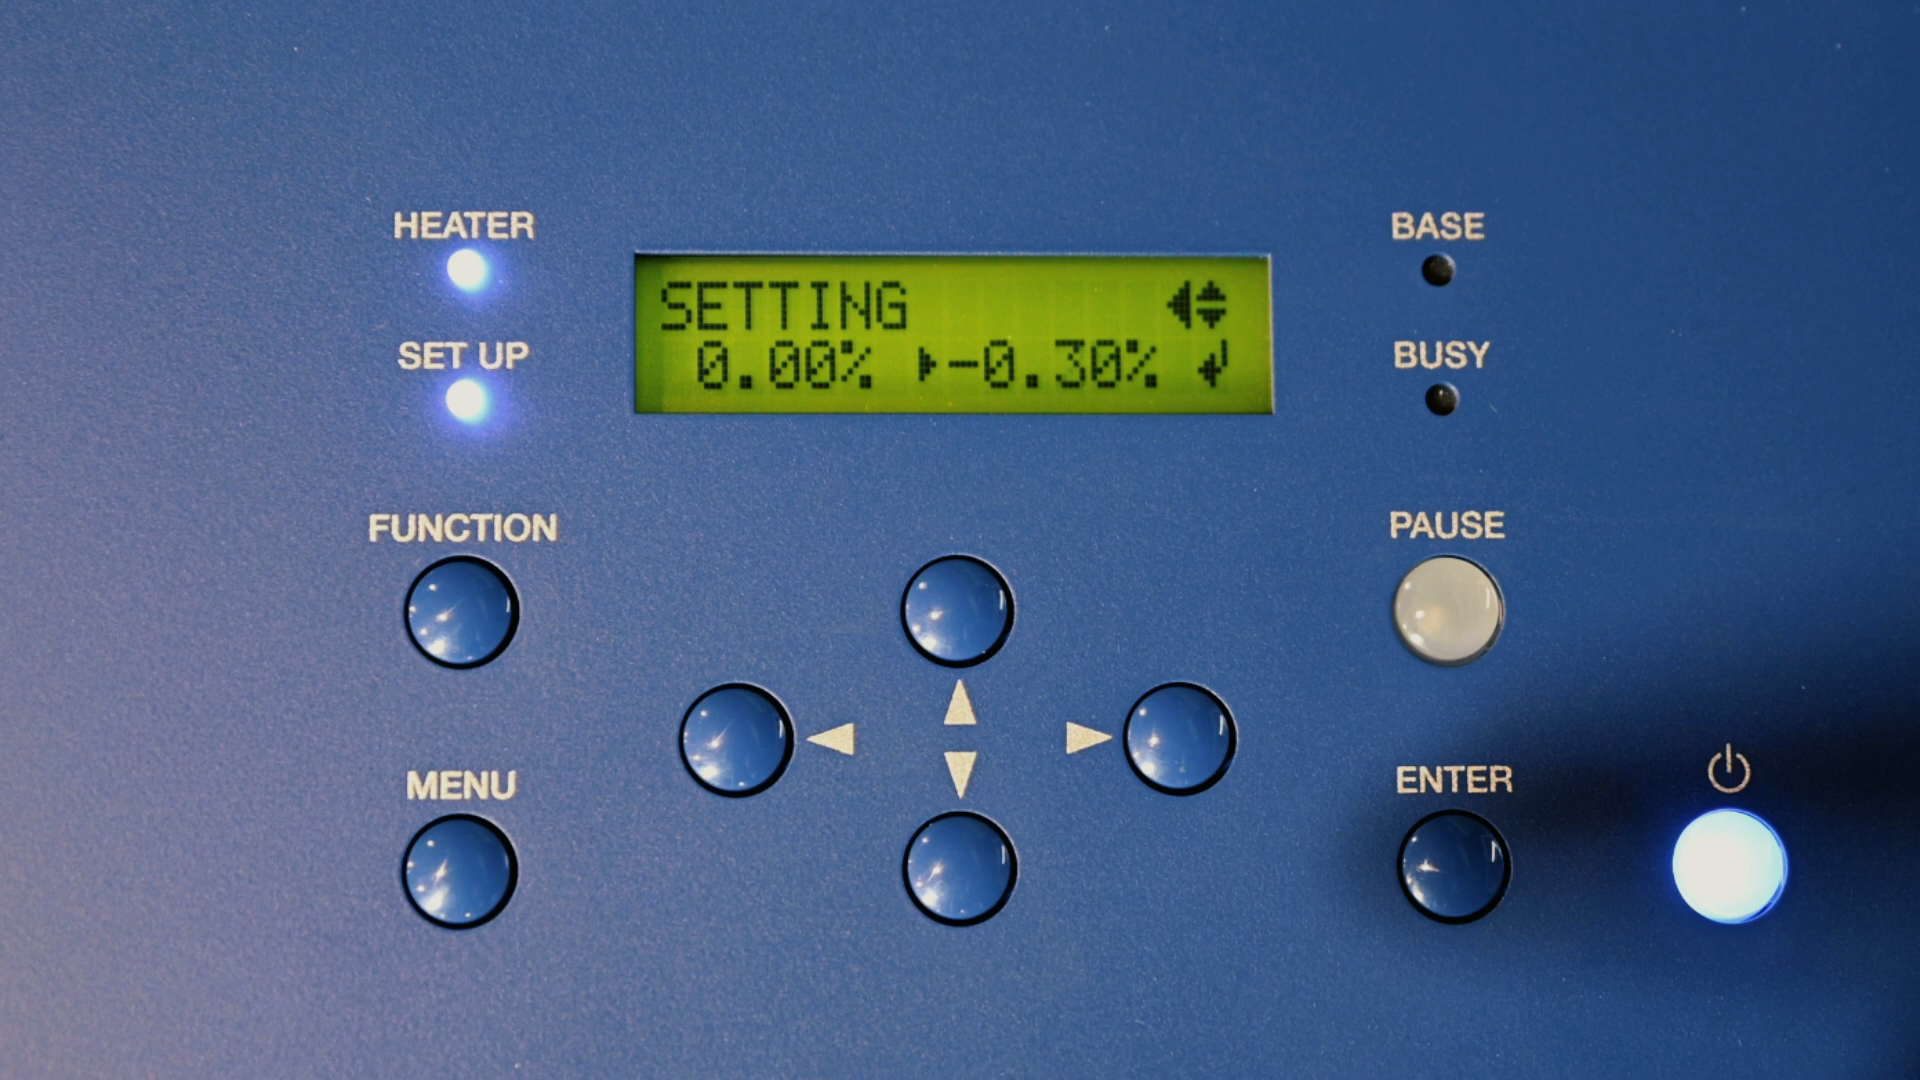 HEATER
BASE
SETTING
0.00% -0.30%
SET UP
BUSY
FUNCTION
PAUSE
MENU
ENTER